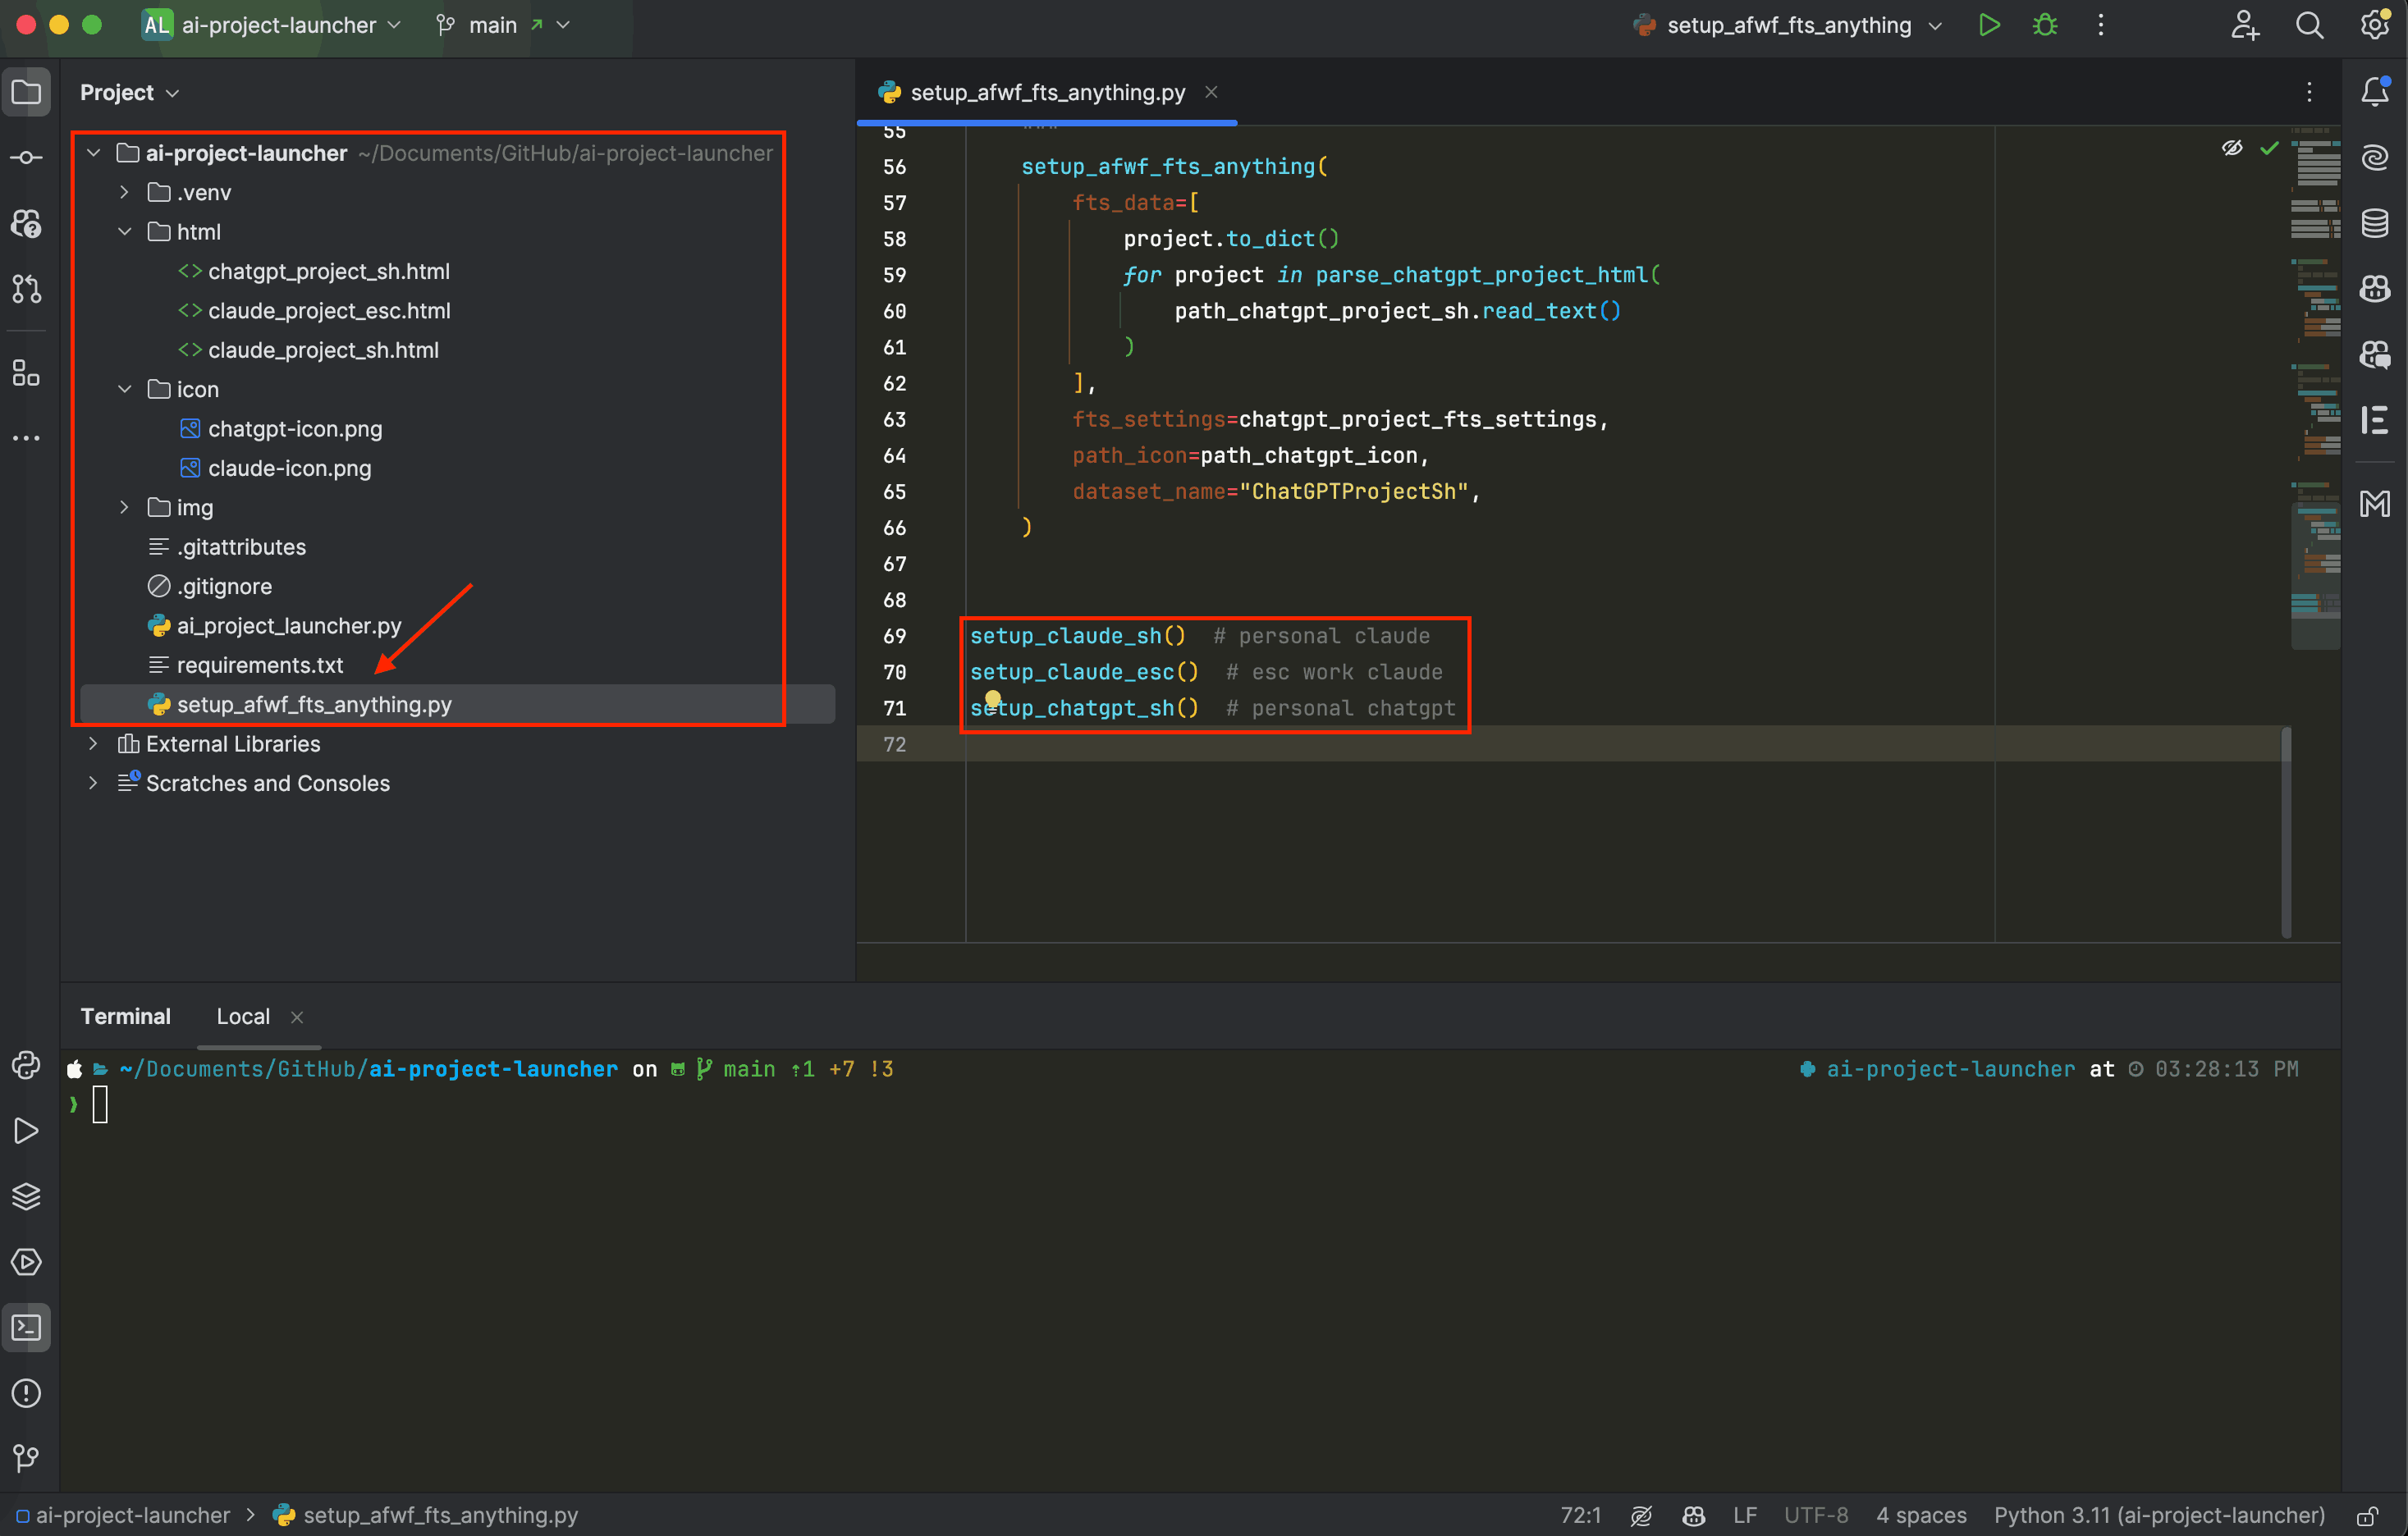 AL ai-project-launcher main
setup_afwf_fts_anything
Project
ai-project-launcher ~/Documents/GitHub/ai-project-launcher
.venv
html
chatgpt_project_sh.html
claude_project_esc.html
claude_project_sh.html
icon
chatgpt-icon.png
claude-icon.png
img
.gitattributes
.gitignore
ai_project_launcher.py
requirements.txt
setup_afwf_fts_anything.py
External Libraries
Scratches and Consoles
setup_afwf_fts_anything.py
55
56 setup_afwf_fts_anything(
57 fts_data=[
58 project.to_dict()
59 for project in parse_chatgpt_project_html(
60 path_chatgpt_project_sh.read_text()
61 )
62 ],
63 fts_settings=chatgpt_project_fts_settings,
64 path_icon=path_chatgpt_icon,
65 dataset_name="ChatGPTProjectSh",
66 )
67
68
69 setup_claude_sh() # personal claude
70 setup_claude_esc() # esc work claude
71 setup_chatgpt_sh() # personal chatgpt
72
Terminal Local
~/Documents/GitHub/ai-project-launcher on main ⇡1 +7 !3
ai-project-launcher at 03:28:13 PM
❯
ai-project-launcher > setup_afwf_fts_anything.py
72:1 LF UTF-8 4 spaces Python 3.11 (ai-project-launcher)